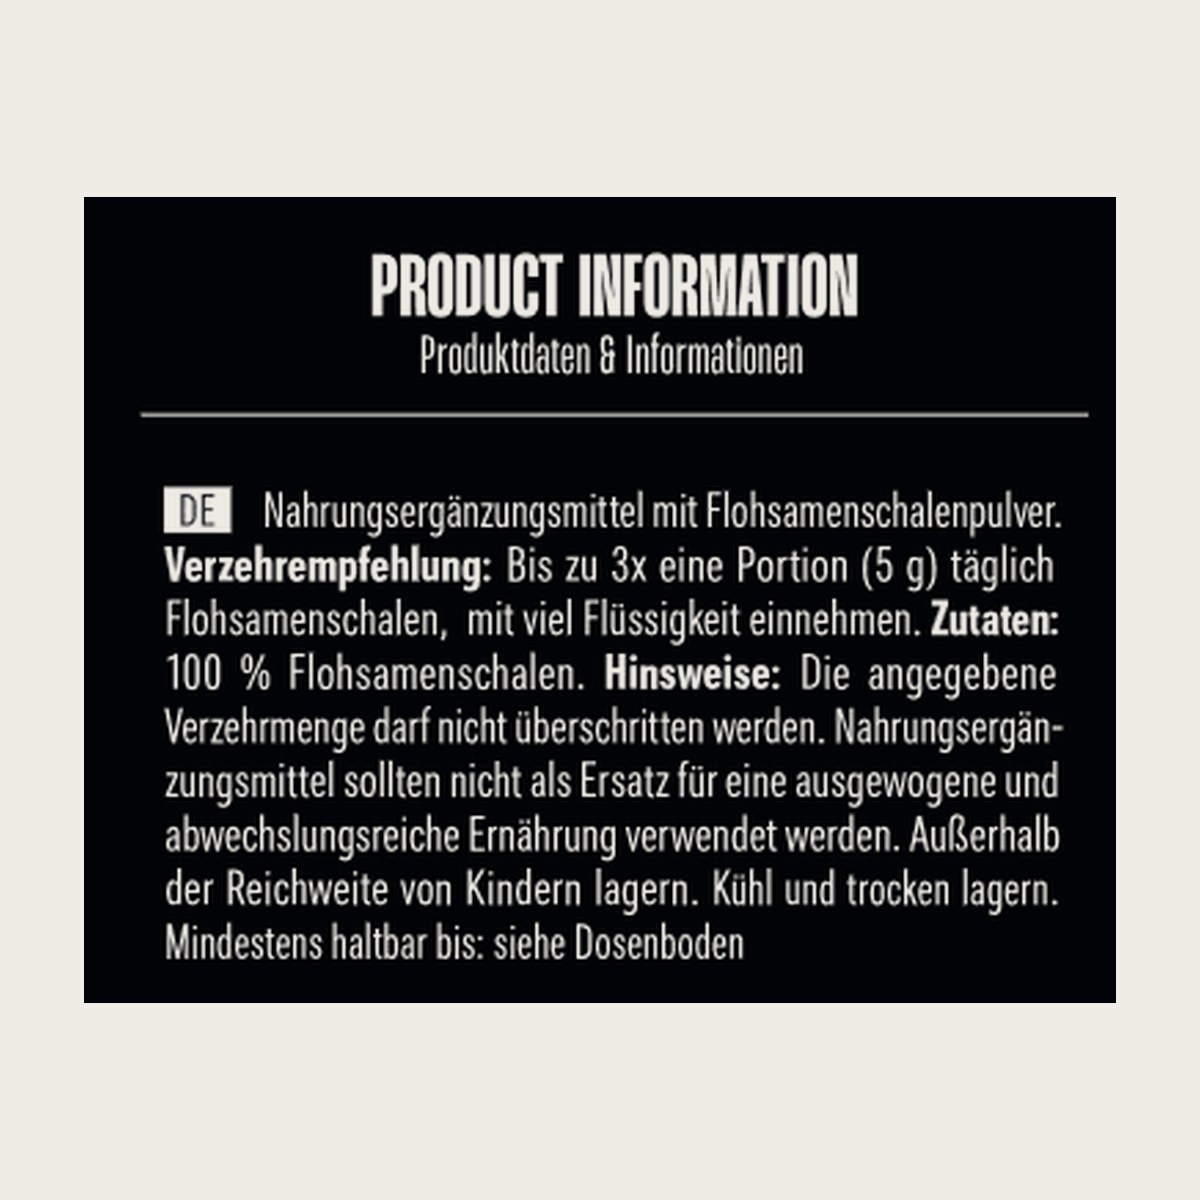 PRODUCT INFORMATION
Produktdaten & Informationen
DE Nahrungsergänzungsmittel mit Flohsamenschalenpulver.
Verzehrempfehlung: Bis zu 3x eine Portion (5 g) täglich
Flohsamenschalen, mit viel Flüssigkeit einnehmen. Zutaten:
100 % Flohsamenschalen. Hinsweise: Die angegebene
Verzehrmenge darf nicht überschritten werden. Nahrungsergän-
zungsmittel sollten nicht als Ersatz für eine ausgewogene und
abwechslungsreiche Ernährung verwendet werden. Außerhalb
der Reichweite von Kindern lagern. Kühl und trocken lagern.
Mindestens haltbar bis: siehe Dosenboden